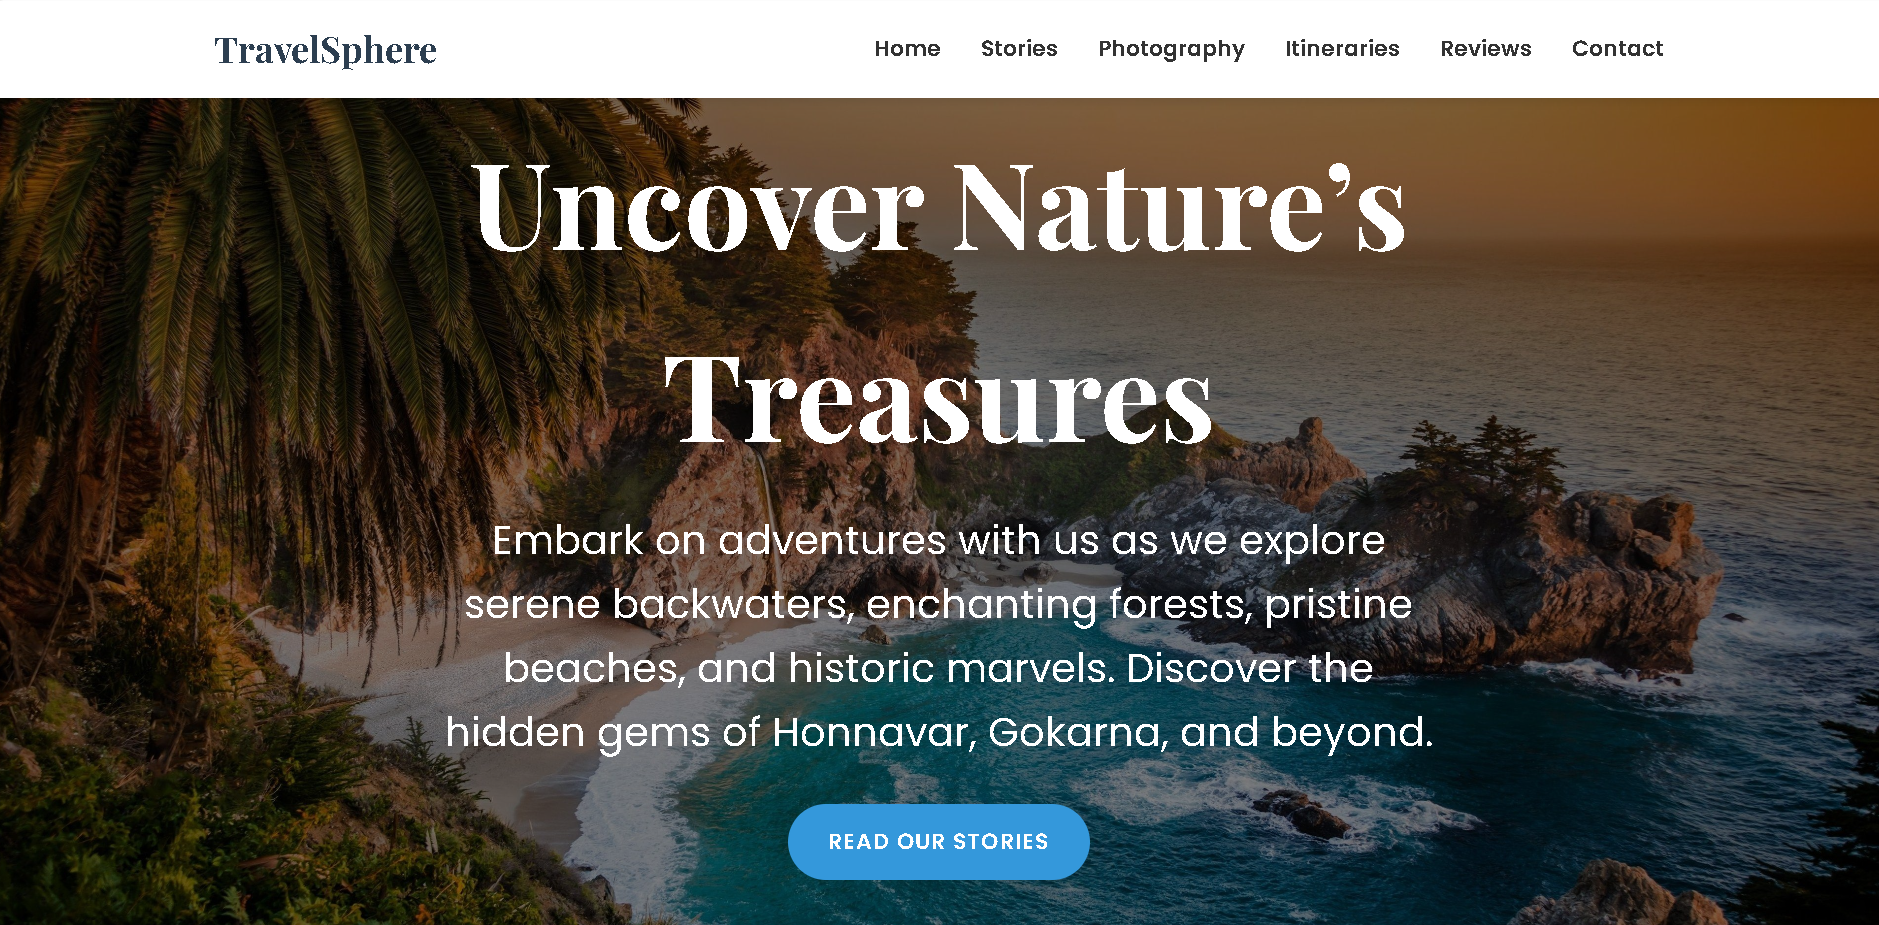 TravelSphere
Home Stories Photography Itineraries Reviews Contact
Uncover Nature’s
Treasures
Embark on adventures with us as we explore
serene backwaters, enchanting forests, pristine
beaches, and historic marvels. Discover the
hidden gems of Honnavar, Gokarna, and beyond.
READ OUR STORIES